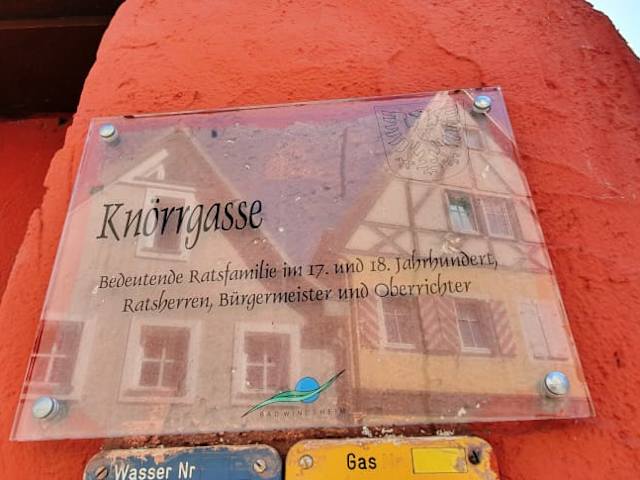 Knörrgasse
Bedeutende Ratsfamilie im 17. und 18. Jahrhundert,
Ratsherren, Bürgermeister und Oberrichter
BAD WINDSHEIM
Wasser Nr
Gas